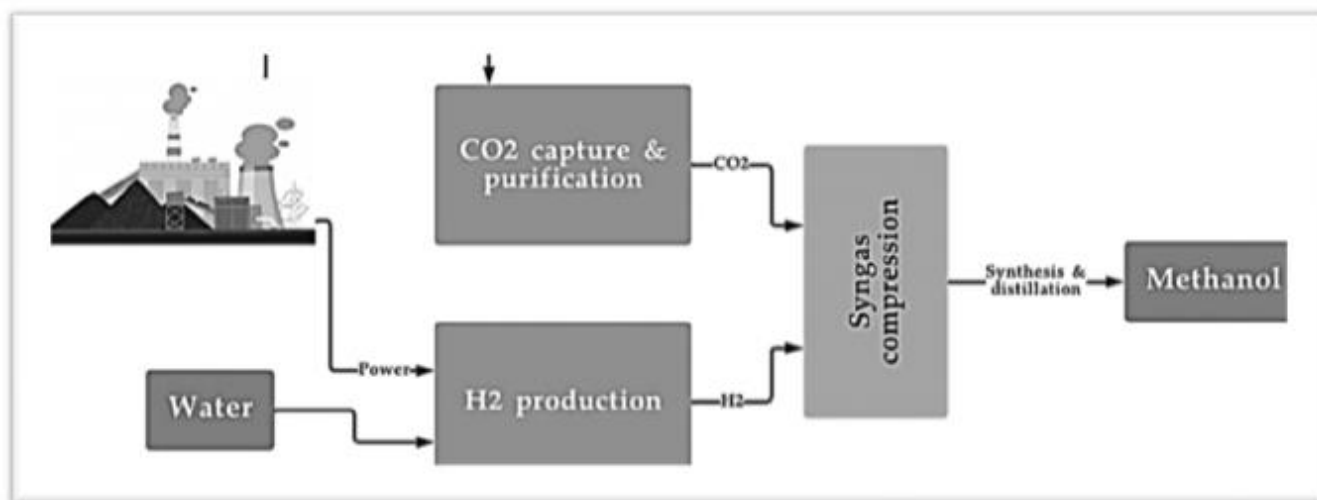 CO2 capture &
purification
CO2
Syngas
compression
Synthesis &
distillation
Methanol
Power
Water
H2 production
H2